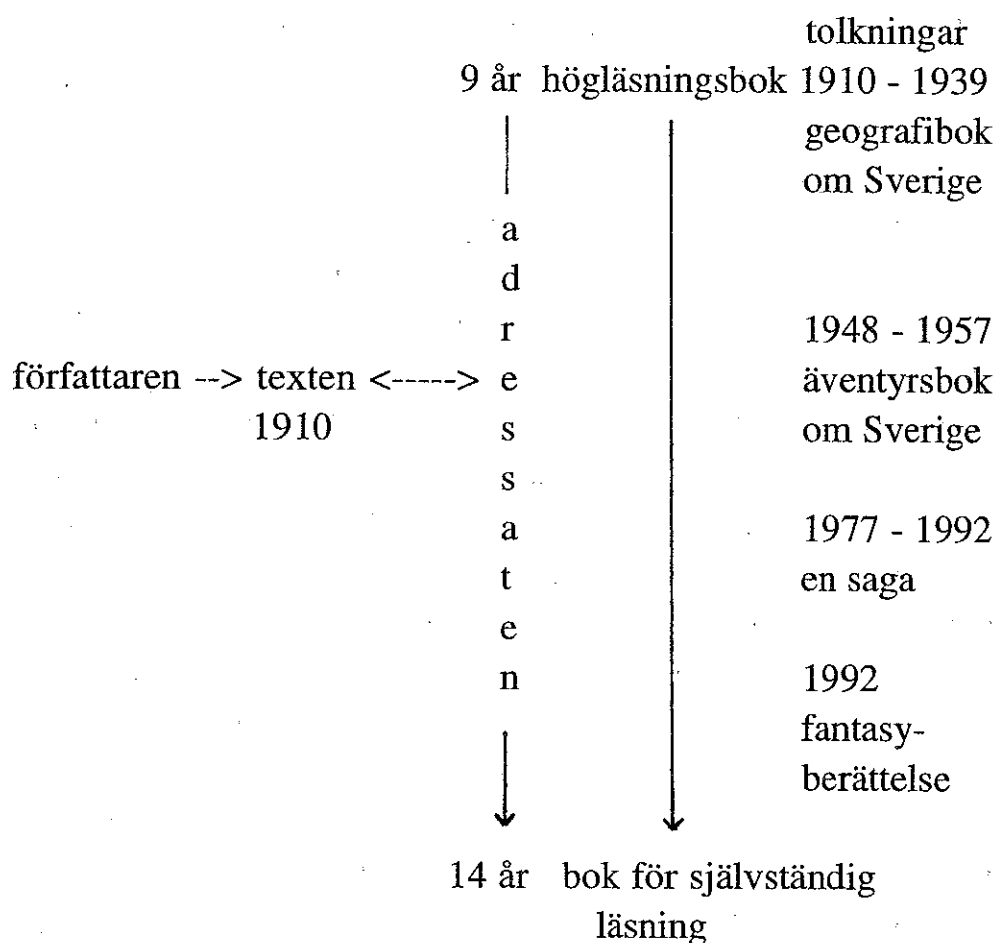 tolkningar
9 år högläsningsbok 1910 - 1939
geografibok
om Sverige
a
d
r
1948 - 1957
författaren --> texten <-----> e
äventyrsbok
1910
s
om Sverige
s
a
1977 - 1992
t
en saga
e
n
1992
fantasy-
berättelse
14 år bok för självständig
läsning